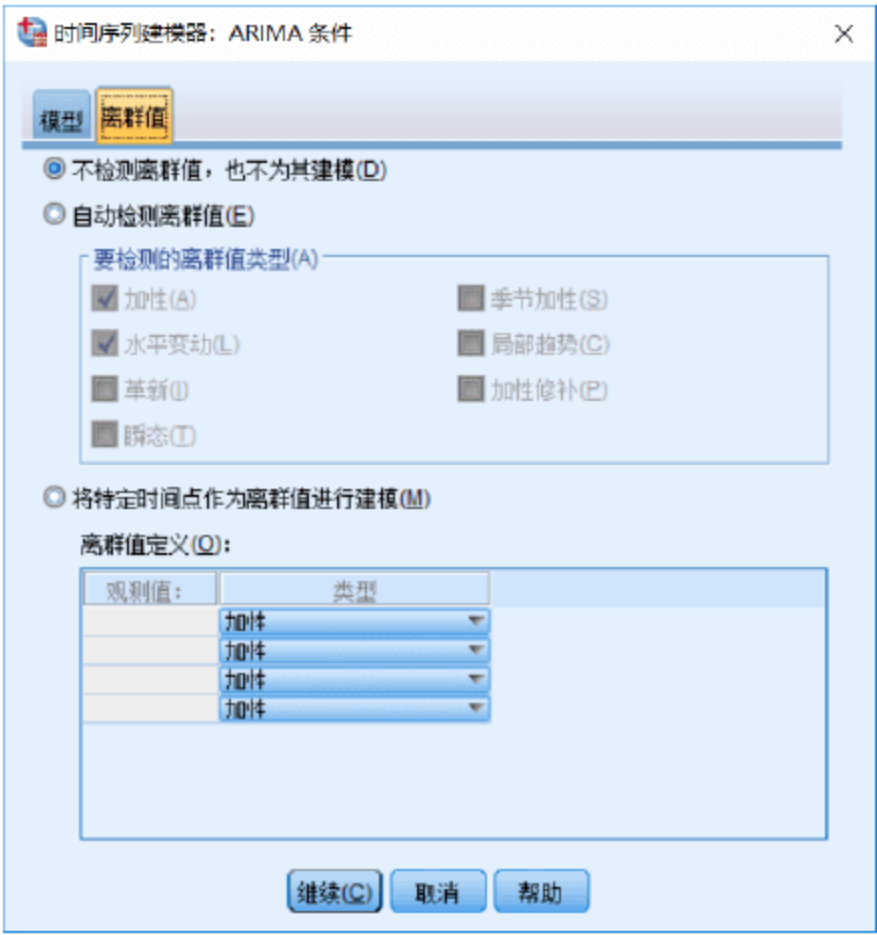 时间序列建模器：ARIMA 条件
模型 离群值
不检测离群值，也不为其建模(D)
自动检测离群值(E)
要检测的离群值类型(A)
加性(A) 季节加性(S)
水平变动(L) 局部趋势(C)
革新(I) 加性修补(P)
瞬态(T)
将特定时间点作为离群值进行建模(M)
离群值定义(O)：
观测值： 类型
加性
加性
加性
加性
继续(C) 取消 帮助